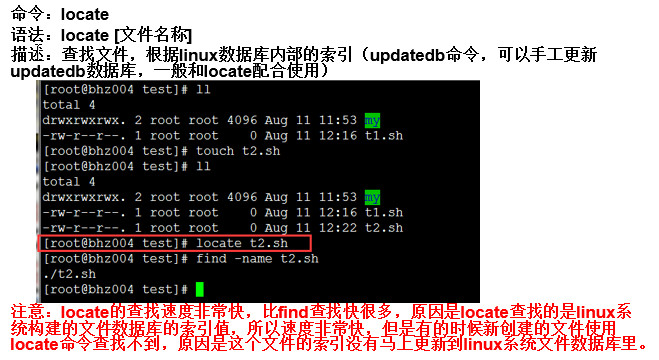 命令：locate
语法：locate [文件名称]
描述：查找文件，根据linux数据库内部的索引（updatedb命令，可以手工更新
updatedb数据库，一般和locate配合使用）
[root@bhz004 test]# ll
total 4
drwxrwxrwx. 2 root root 4096 Aug 11 11:53 my
-rw-r--r--. 1 root root    0 Aug 11 12:16 t1.sh
[root@bhz004 test]# touch t2.sh
[root@bhz004 test]# ll
total 4
drwxrwxrwx. 2 root root 4096 Aug 11 11:53 my
-rw-r--r--. 1 root root    0 Aug 11 12:16 t1.sh
-rw-r--r--. 1 root root    0 Aug 11 12:22 t2.sh
[root@bhz004 test]# locate t2.sh
[root@bhz004 test]# find -name t2.sh
./t2.sh
[root@bhz004 test]#
注意：locate的查找速度非常快，比find查找快很多，原因是locate查找的是linux系
统构建的文件数据库的索引值，所以速度非常快，但是有的时候新创建的文件使用
locate命令查找不到，原因是这个文件的索引没有马上更新到linux系统文件数据库里。